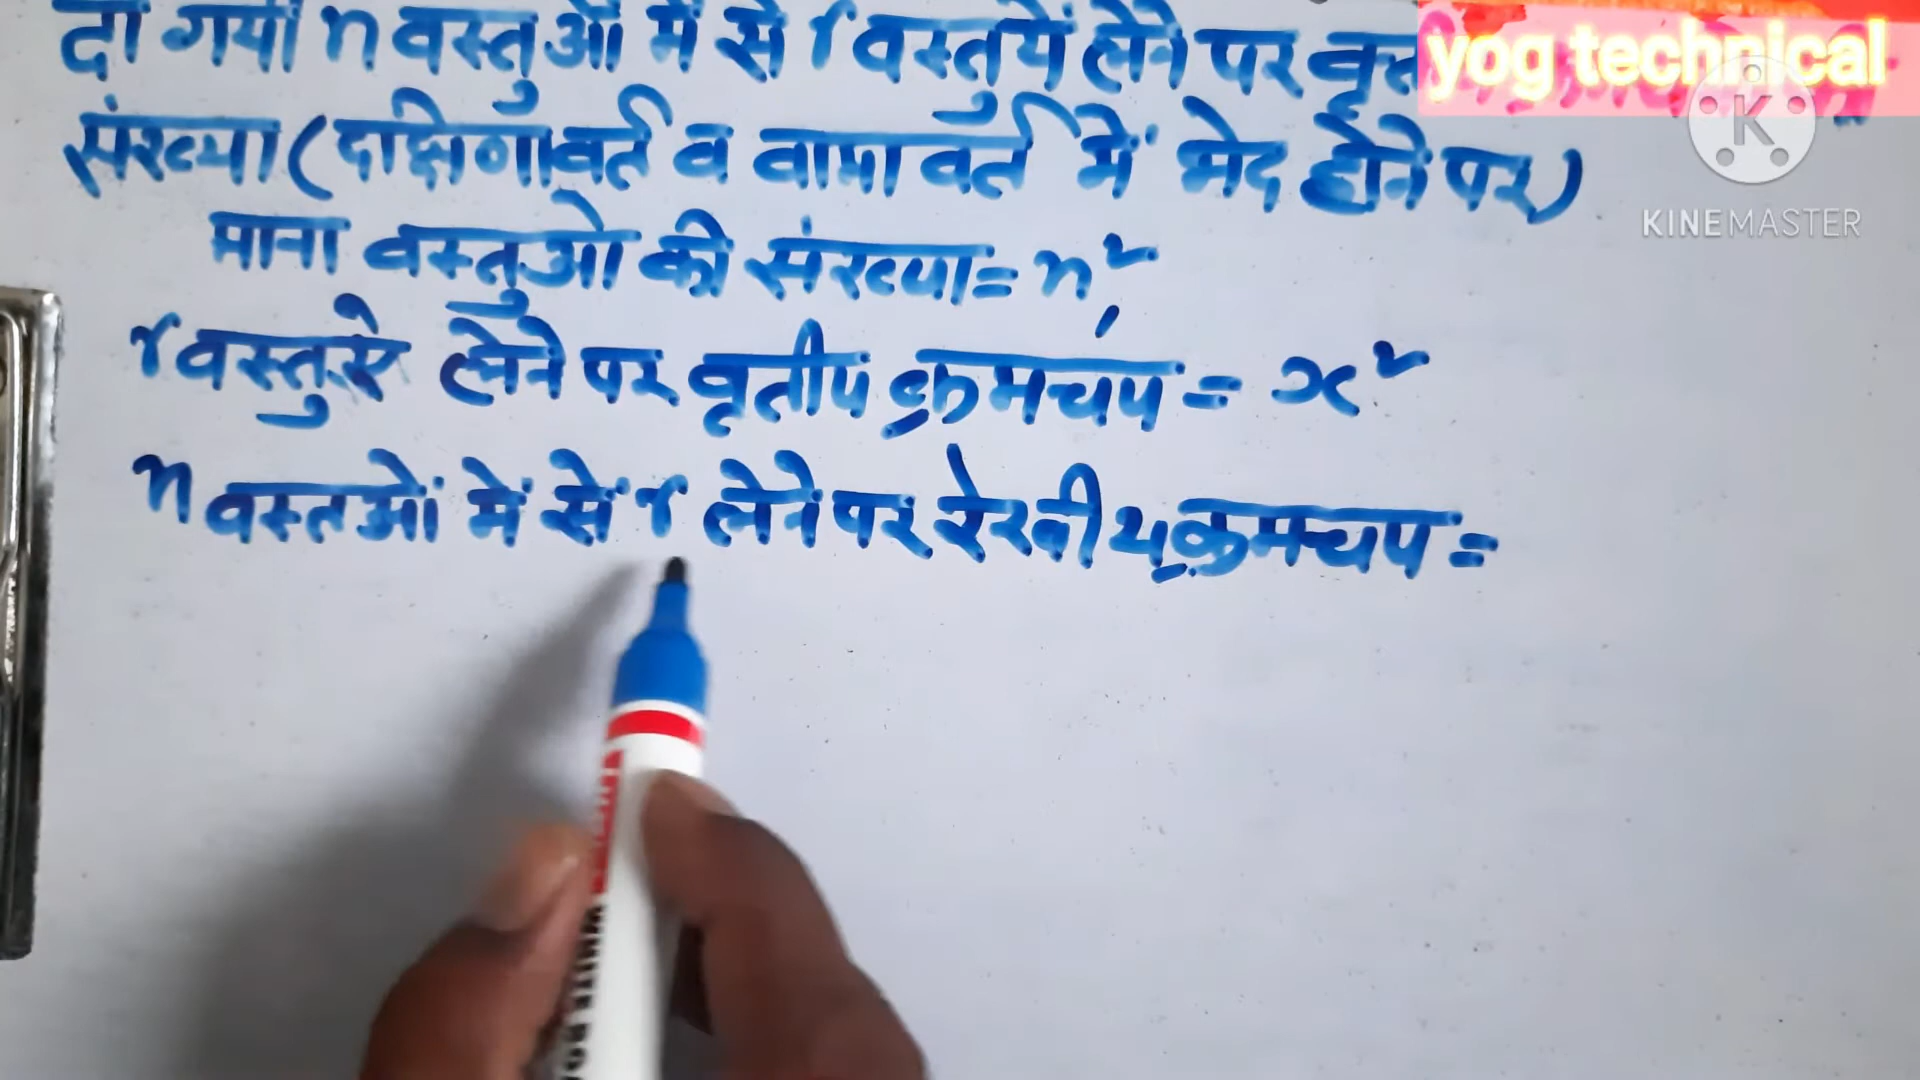 दी गयी n वस्तुओं में से r वस्तुयें लेने पर वृत्त
yog technical
संख्या (दक्षिणावर्त व वामावर्त में भेद होने पर)
KINEMASTER
माना वस्तुओ की संख्या = n,
r वस्तुऐ लेने पर वृतीय क्रमचय = x
n वस्तओं में से r लेने पर रेखीय क्रमचय =